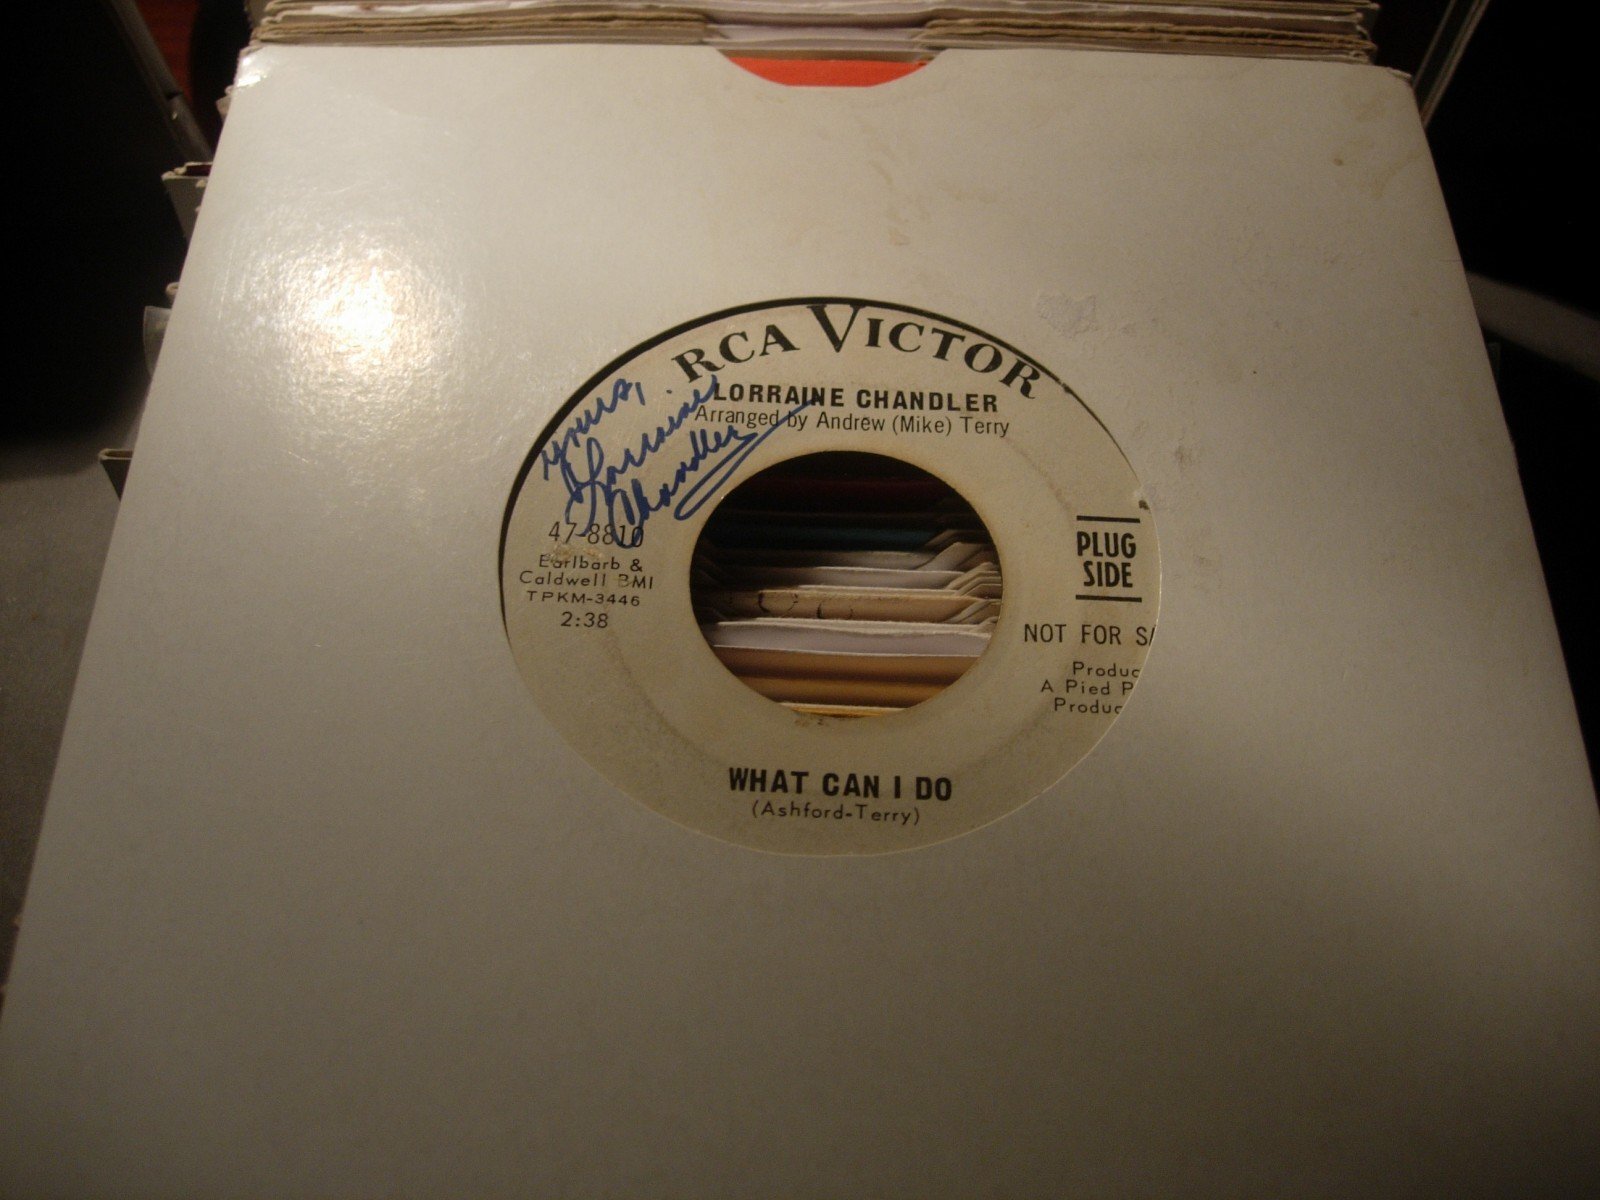 RCA VICTOR
LORRAINE CHANDLER
Arranged by Andrew (Mike) Terry
yours,
Lorraine
Chandler
47-8810
Earlbarb &
Caldwell BMI
TPKM-3446
2:38
PLUG
SIDE
NOT FOR SA
Produc
A Pied P
Produc
WHAT CAN I DO
(Ashford-Terry)